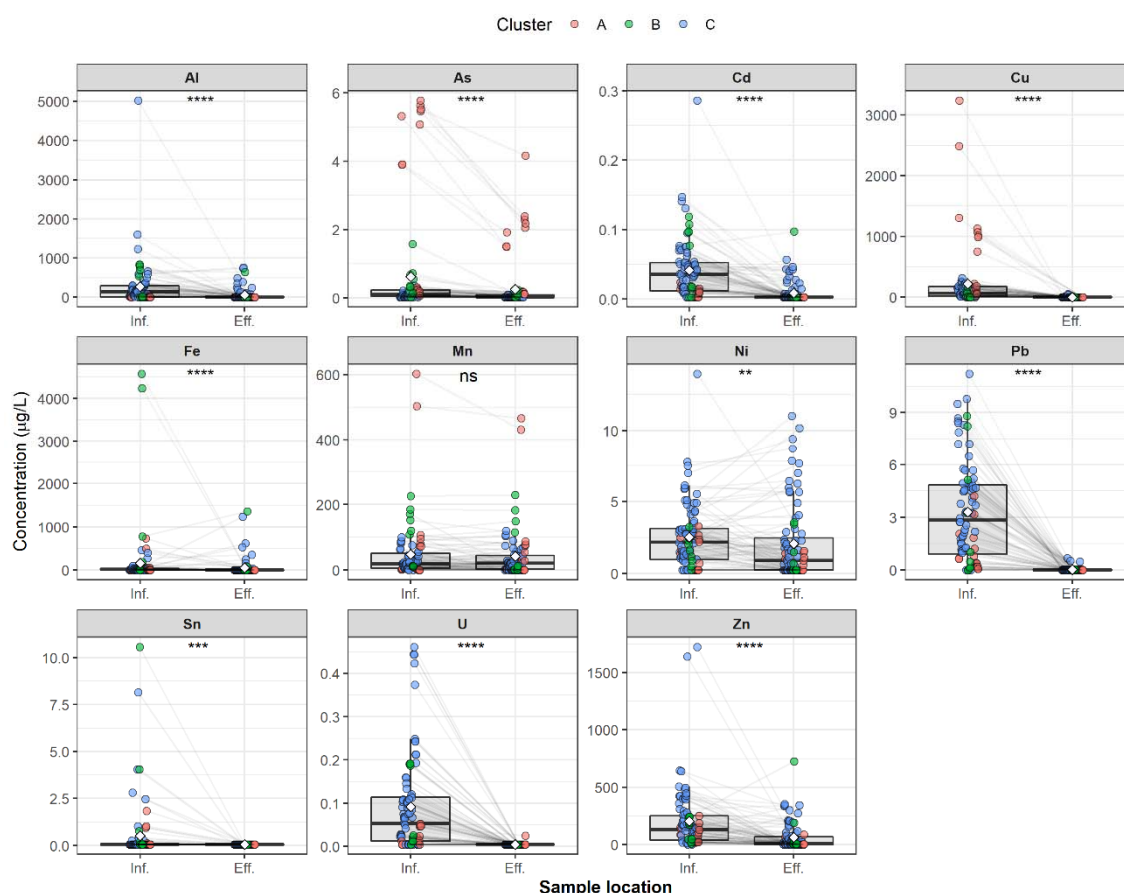 Cluster A B C
Al As Cd Cu
**** **** **** ****
5000 4000 3000 2000 1000 0
6 4 2 0
0.3 0.2 0.1 0.0
3000 2000 1000 0
Inf. Eff. Inf. Eff. Inf. Eff. Inf. Eff.
Fe Mn Ni Pb
**** ns ** ****
4000 3000 2000 1000 0
600 400 200 0
10 5 0
9 6 3 0
Inf. Eff. Inf. Eff. Inf. Eff. Inf. Eff.
Concentration (µg/L)
Sn U Zn
*** **** ****
10.0 7.5 5.0 2.5 0.0
0.4 0.3 0.2 0.1 0.0
1500 1000 500 0
Inf. Eff. Inf. Eff. Inf. Eff.
Sample location